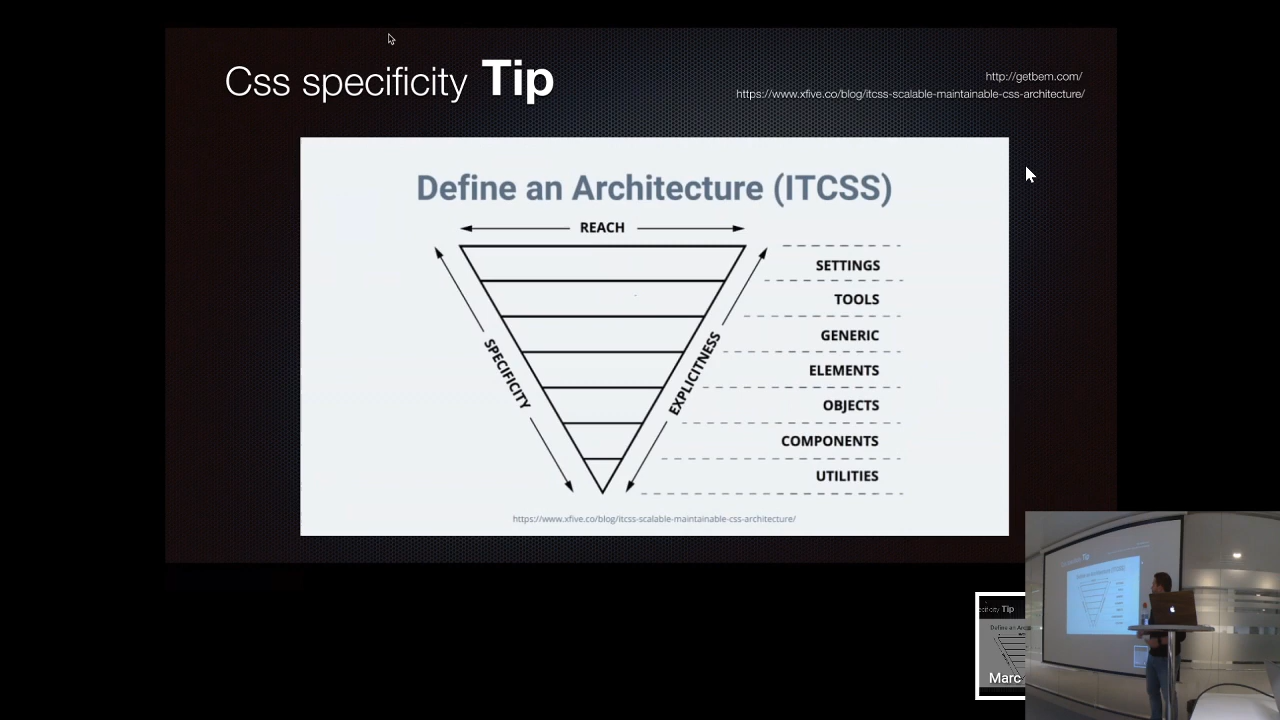 Css specificity Tip
http://getbem.com/
https://www.xfive.co/blog/itcss-scalable-maintainable-css-architecture/
Define an Architecture (ITCSS)
REACH
SPECIFICITY
EXPLICITNESS
SETTINGS
TOOLS
GENERIC
ELEMENTS
OBJECTS
COMPONENTS
UTILITIES
https://www.xfive.co/blog/itcss-scalable-maintainable-css-architecture/
Tip
Marc